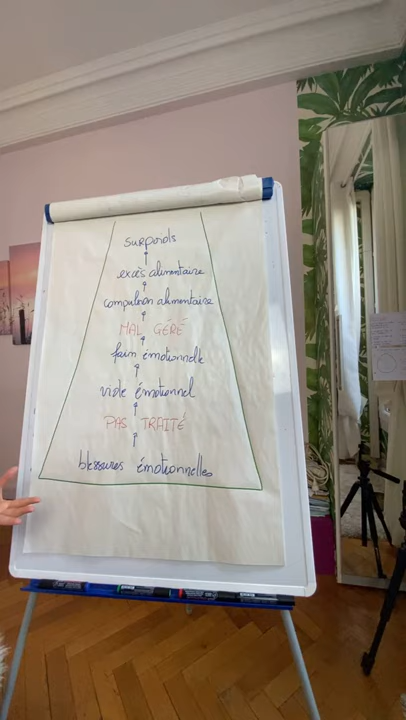 surpoids
excès alimentaire
compulsion alimentaire
MAL GÉRÉ
faim émotionnelle
vide émotionnel
PAS TRAITÉ
blessures émotionnelles